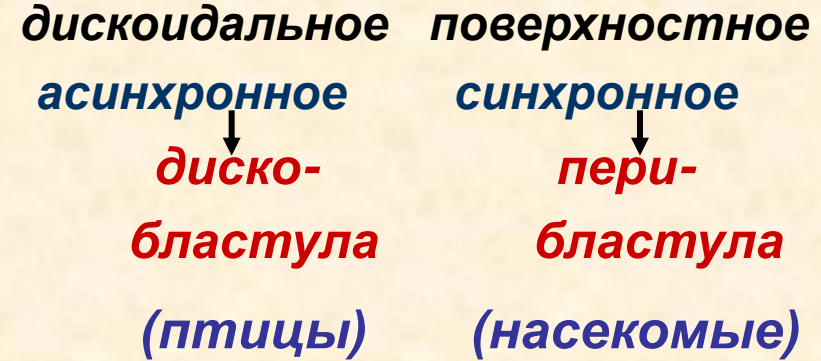 дискоидальное поверхностное
асинхронное синхронное
диско- пери-
бластула бластула
(птицы) (насекомые)